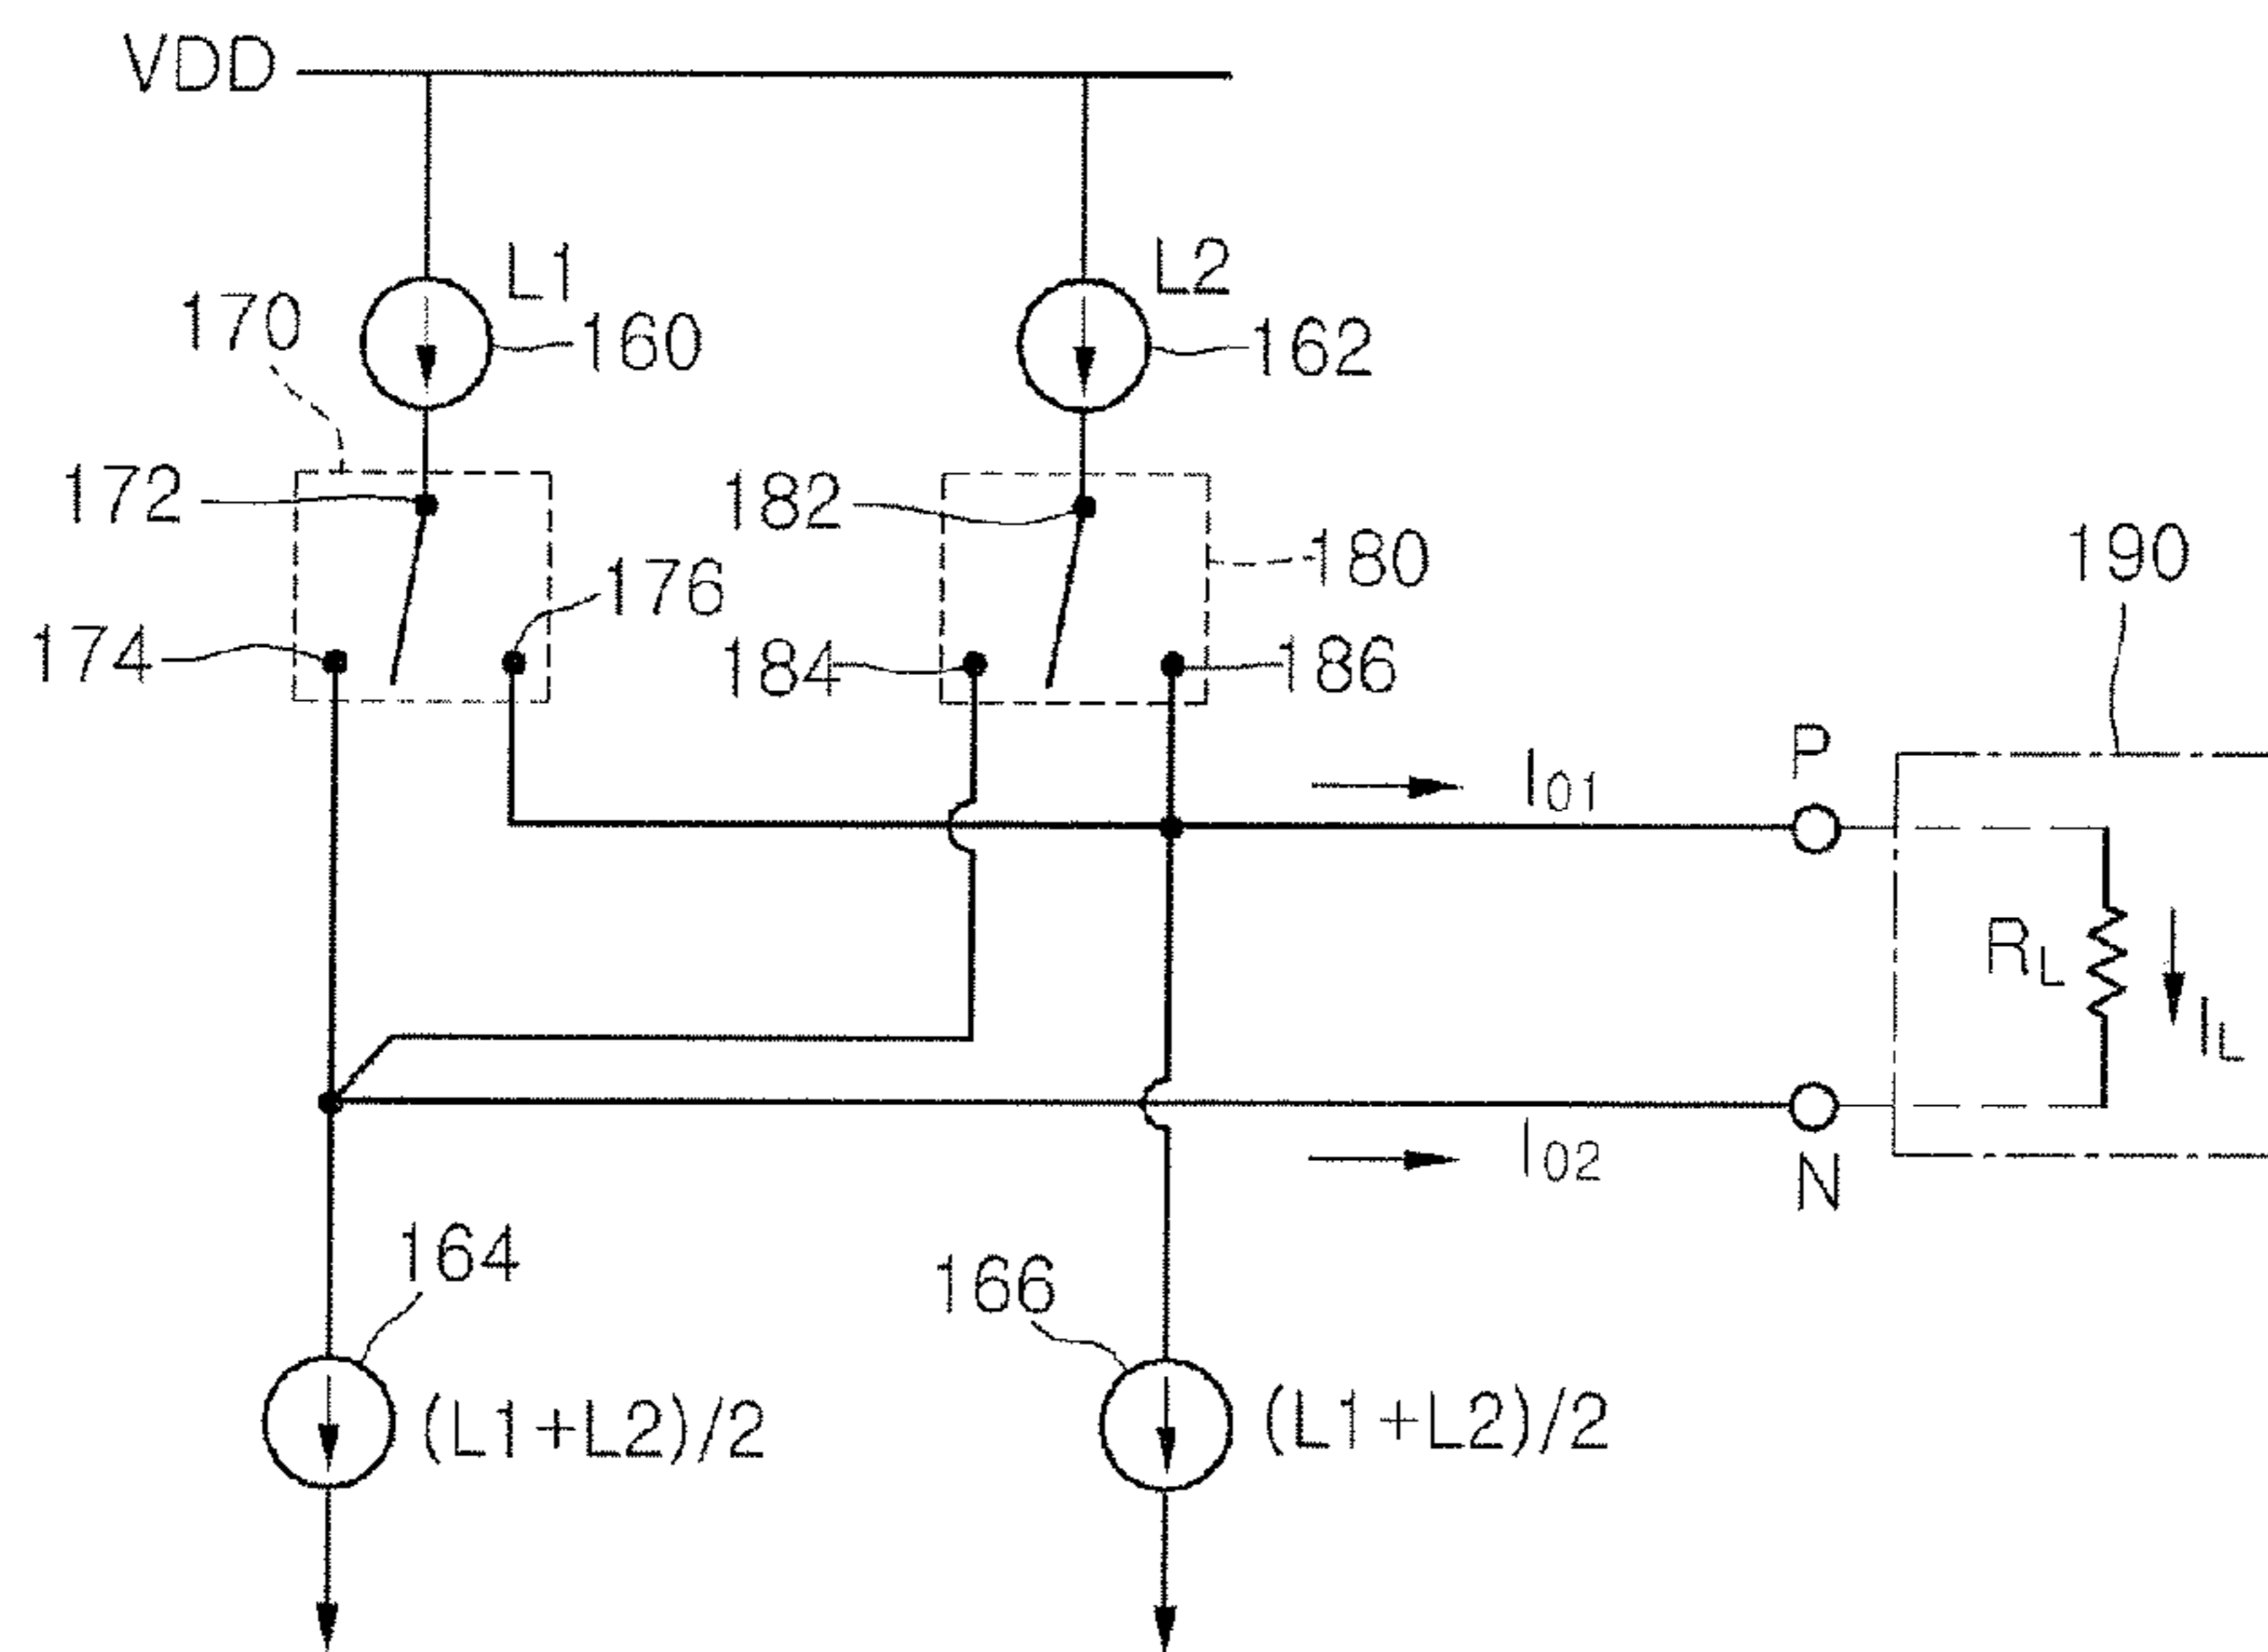 VDD
L1
L2
170
160
162
172
182
180
190
176
174
184
186
P
I01
RL
IL
I02
N
164
166
(L1+L2)/2
(L1+L2)/2